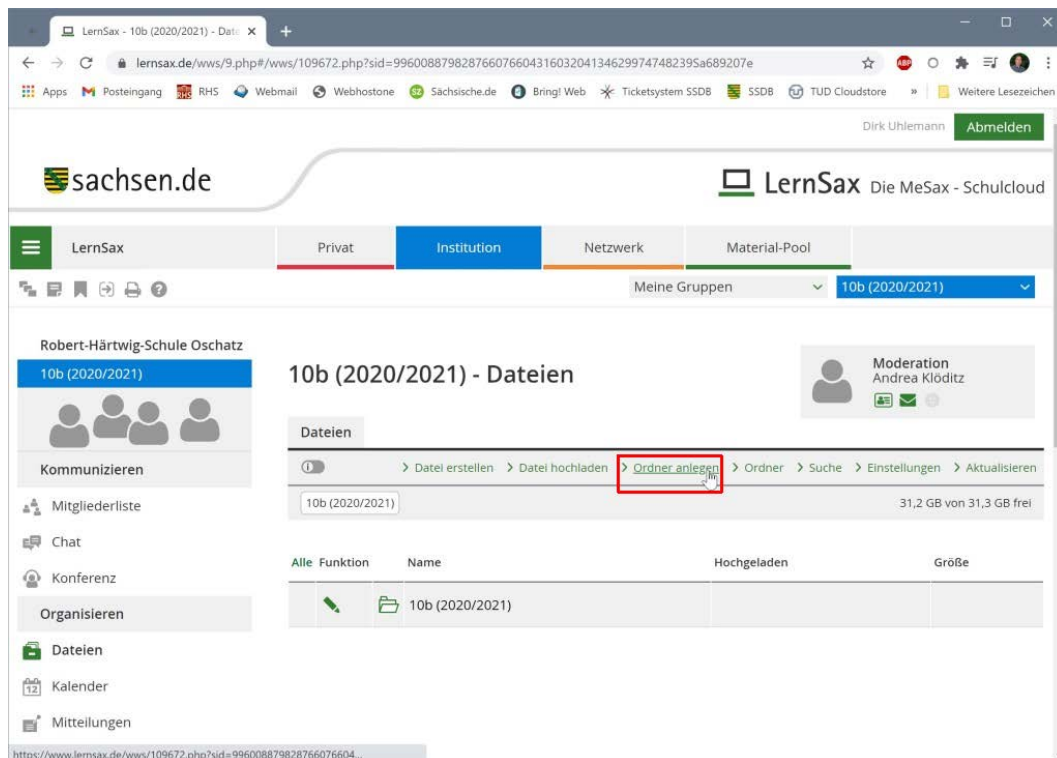 LernSax - 10b (2020/2021) - Date
lernsax.de/wws/9.php#/wws/109672.php?sid=99600887982876607660431603204134629974748239Sa689207e
ABP
Apps Posteingang RHS RHS Webmail Webhostone SZ Sächsische.de Bring! Web Ticketsystem SSDB SSDB TUD Cloudstore » Weitere Lesezeichen
Dirk Uhlemann Abmelden
sachsen.de LernSax Die MeSax - Schulcloud
LernSax Privat Institution Netzwerk Material-Pool
Meine Gruppen 10b (2020/2021)
Robert-Härtwig-Schule Oschatz
10b (2020/2021)
10b (2020/2021) - Dateien
Moderation
Andrea Klöditz
Dateien
> Datei erstellen > Datei hochladen > Ordner anlegen > Ordner > Suche > Einstellungen > Aktualisieren
10b (2020/2021) 31,2 GB von 31,3 GB frei
Alle Funktion Name Hochgeladen Größe
10b (2020/2021)
Kommunizieren
Mitgliederliste
Chat
Konferenz
Organisieren
Dateien
12 Kalender
Mitteilungen
https://www.lernsax.de/wws/109672.php?sid=996008879828766076604...